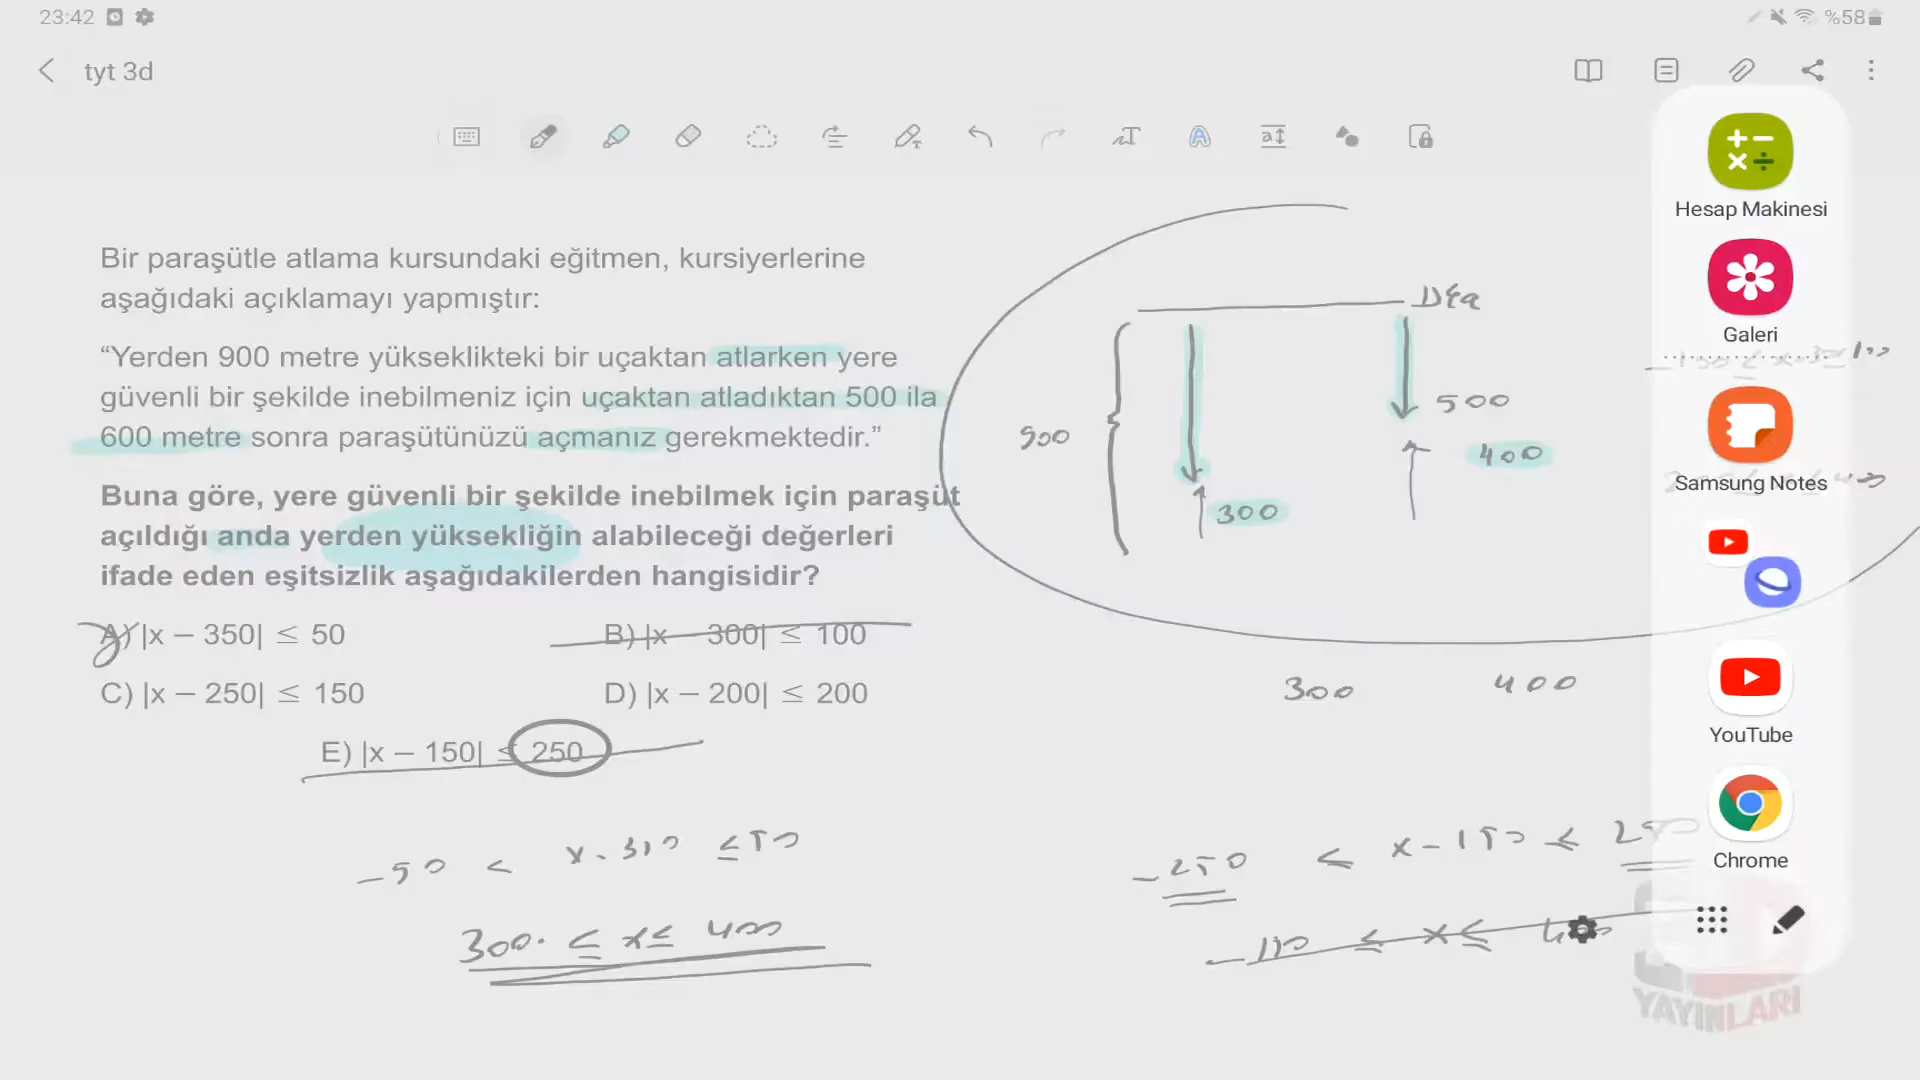 23:42
%58
tyt 3d
Bir paraşütle atlama kursundaki eğitmen, kursiyerlerine
aşağıdaki açıklamayı yapmıştır:
“Yerden 900 metre yükseklikteki bir uçaktan atlarken yere
güvenli bir şekilde inebilmeniz için uçaktan atladıktan 500 ila
600 metre sonra paraşütünüzü açmanız gerekmektedir.”
Buna göre, yere güvenli bir şekilde inebilmek için paraşüt
açıldığı anda yerden yüksekliğin alabileceği değerleri
ifade eden eşitsizlik aşağıdakilerden hangisidir?
A) |x – 350| ≤ 50
B) |x – 300| ≤ 100
C) |x – 250| ≤ 150
D) |x – 200| ≤ 200
E) |x – 150| ≤ 250
900
500
400
300
300 400
300 ≤ x ≤ 400
-250 ≤ x - 150 ≤ 250
Hesap Makinesi
Galeri
Samsung Notes
YouTube
Chrome
YAYINLARI